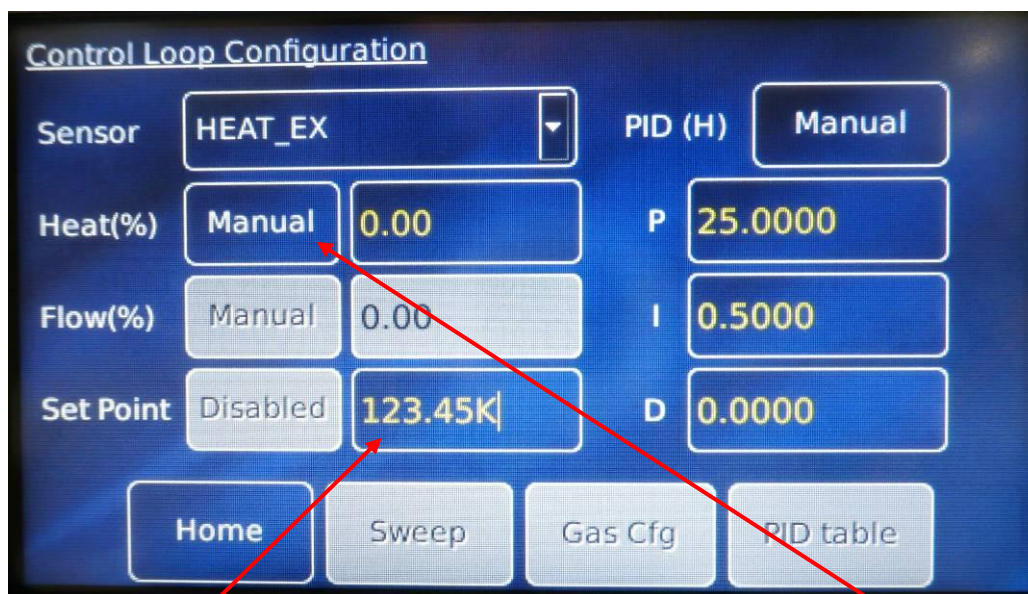 Control Loop Configuration
Sensor HEAT_EX PID (H) Manual
Heat(%) Manual 0.00 P 25.0000
Flow(%) Manual 0.00 I 0.5000
Set Point Disabled 123.45K D 0.0000
Home Sweep Gas Cfg PID table